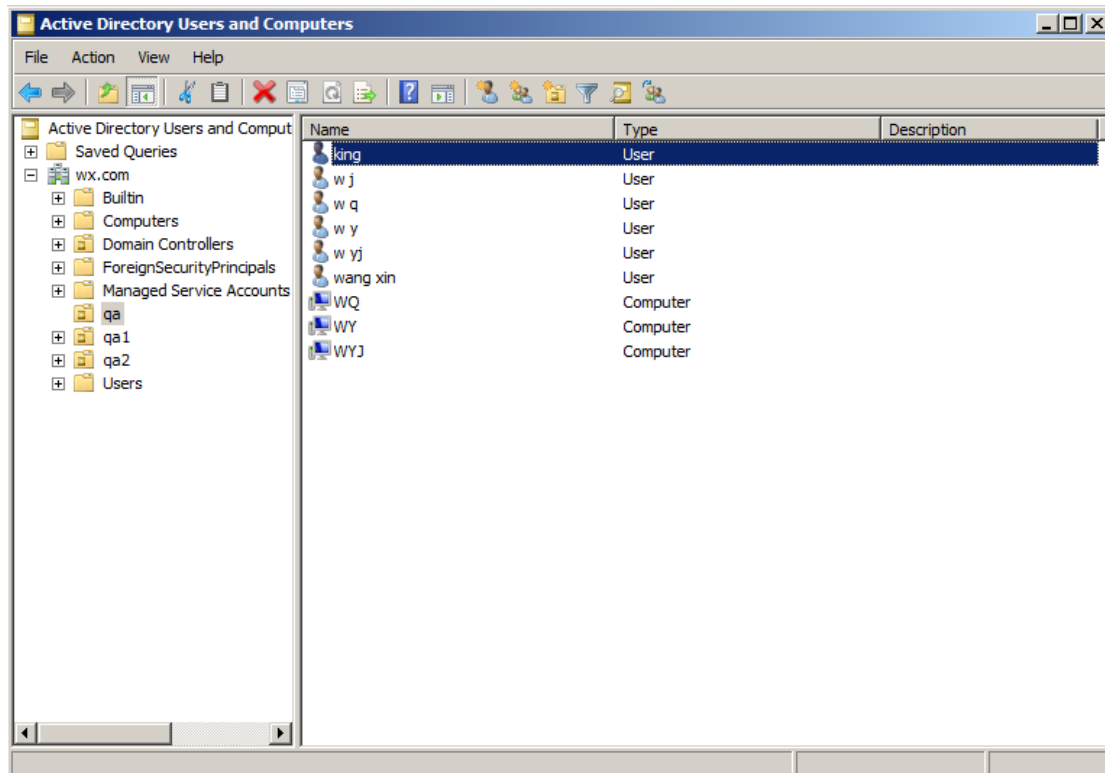 Active Directory Users and Computers
File Action View Help
Active Directory Users and Comput
Saved Queries
wx.com
Builtin
Computers
Domain Controllers
ForeignSecurityPrincipals
Managed Service Accounts
qa
qa1
qa2
Users
Name Type Description
king User
w j User
w q User
w y User
w yj User
wang xin User
WQ Computer
WY Computer
WYJ Computer